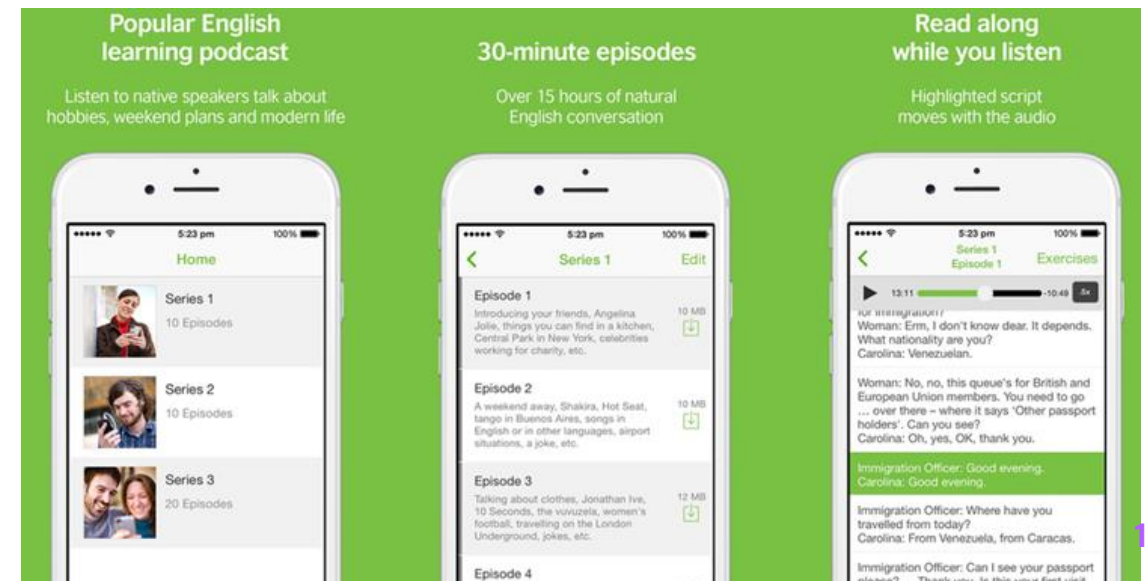 Popular English
learning podcast
Listen to native speakers talk about
hobbies, weekend plans and modern life
5:23 pm
100%
Home
Series 1
10 Episodes
Series 2
10 Episodes
Series 3
20 Episodes
30-minute episodes
Over 15 hours of natural
English conversation
5:23 pm
100%
Series 1
Edit
Episode 1
Introducing your friends, Angelina
Jolie, things you can find in a kitchen,
Central Park in New York, celebrities
working for charity, etc.
10 MB
Episode 2
A weekend away, Shakira, Hot Seat,
tango in Buenos Aires, songs in
English or in other languages, airport
situations, a joke, etc.
10 MB
Episode 3
Talking about clothes, Jonathan Ive,
10 Seconds, the vuvuzela, women's
football, travelling on the London
Underground, jokes, etc.
12 MB
Episode 4
Read along
while you listen
Highlighted script
moves with the audio
5:23 pm
100%
Series 1
Episode 1
Exercises
13:11
-10:49
for immigration?
Woman: Erm, I don't know dear. It depends.
What nationality are you?
Carolina: Venezuelan.
Woman: No, no, this queue's for British and
European Union members. You need to go
… over there – where it says 'Other passport
holders'. Can you see?
Carolina: Oh, yes, OK, thank you.
Immigration Officer: Good evening.
Carolina: Good evening.
Immigration Officer: Where have you
travelled from today?
Carolina: From Venezuela, from Caracas.
Immigration Officer: Can I see your passport
please? ... Thank you. Is this your first visit
1